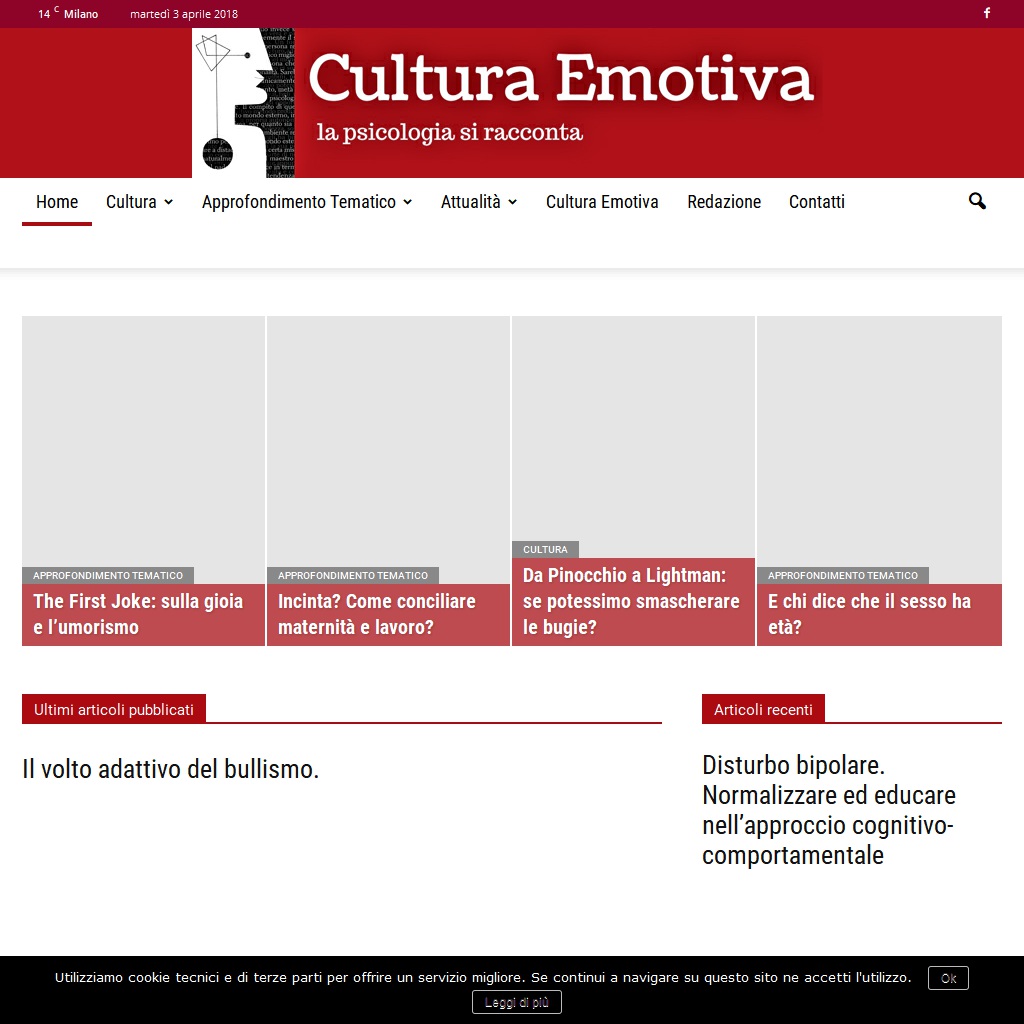 14 C Milano martedì 3 aprile 2018
Cultura Emotiva
la psicologia si racconta
Home Cultura Approfondimento Tematico Attualità Cultura Emotiva Redazione Contatti
APPROFONDIMENTO TEMATICO
The First Joke: sulla gioia
e l’umorismo
APPROFONDIMENTO TEMATICO
Incinta? Come conciliare
maternità e lavoro?
CULTURA
Da Pinocchio a Lightman:
se potessimo smascherare
le bugie?
APPROFONDIMENTO TEMATICO
E chi dice che il sesso ha
età?
Ultimi articoli pubblicati
Il volto adattivo del bullismo.
Articoli recenti
Disturbo bipolare.
Normalizzare ed educare
nell’approccio cognitivo-
comportamentale
Utilizziamo cookie tecnici e di terze parti per offrire un servizio migliore. Se continui a navigare su questo sito ne accetti l'utilizzo. Ok
Leggi di più